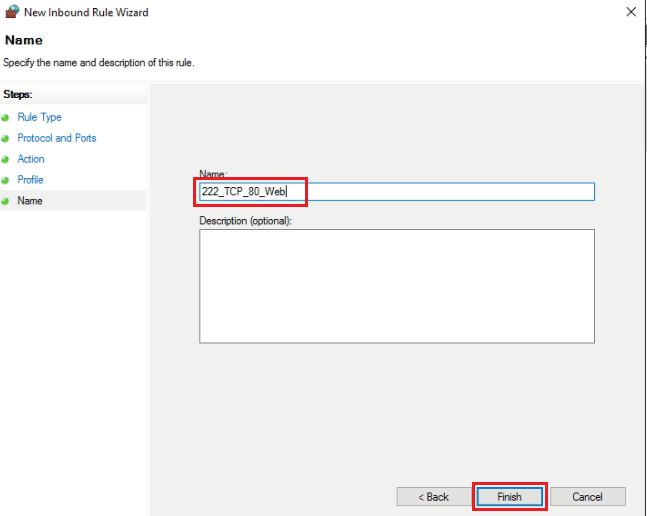 New Inbound Rule Wizard
Name
Specify the name and description of this rule.
Steps:
Rule Type
Protocol and Ports
Action
Profile
Name
Name:
222_TCP_80_Web
Description (optional):
< Back
Finish
Cancel